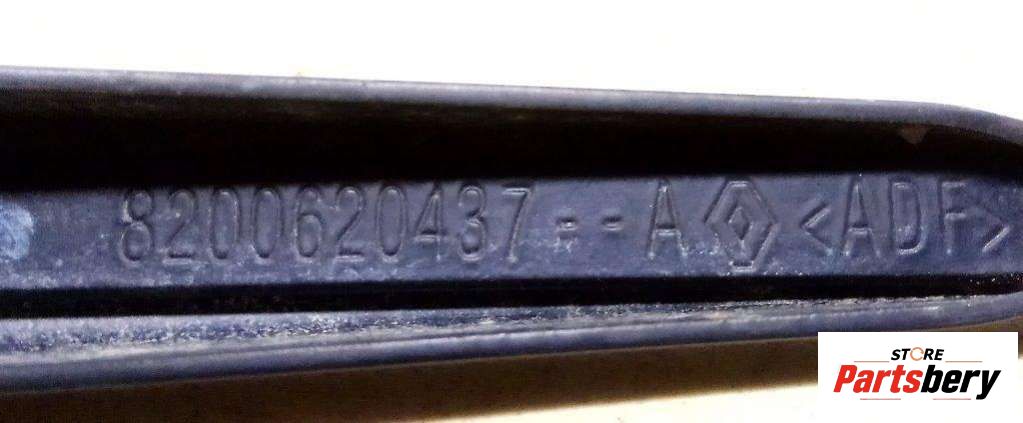 8200620437--A <ADF>
STORE
Partsbery